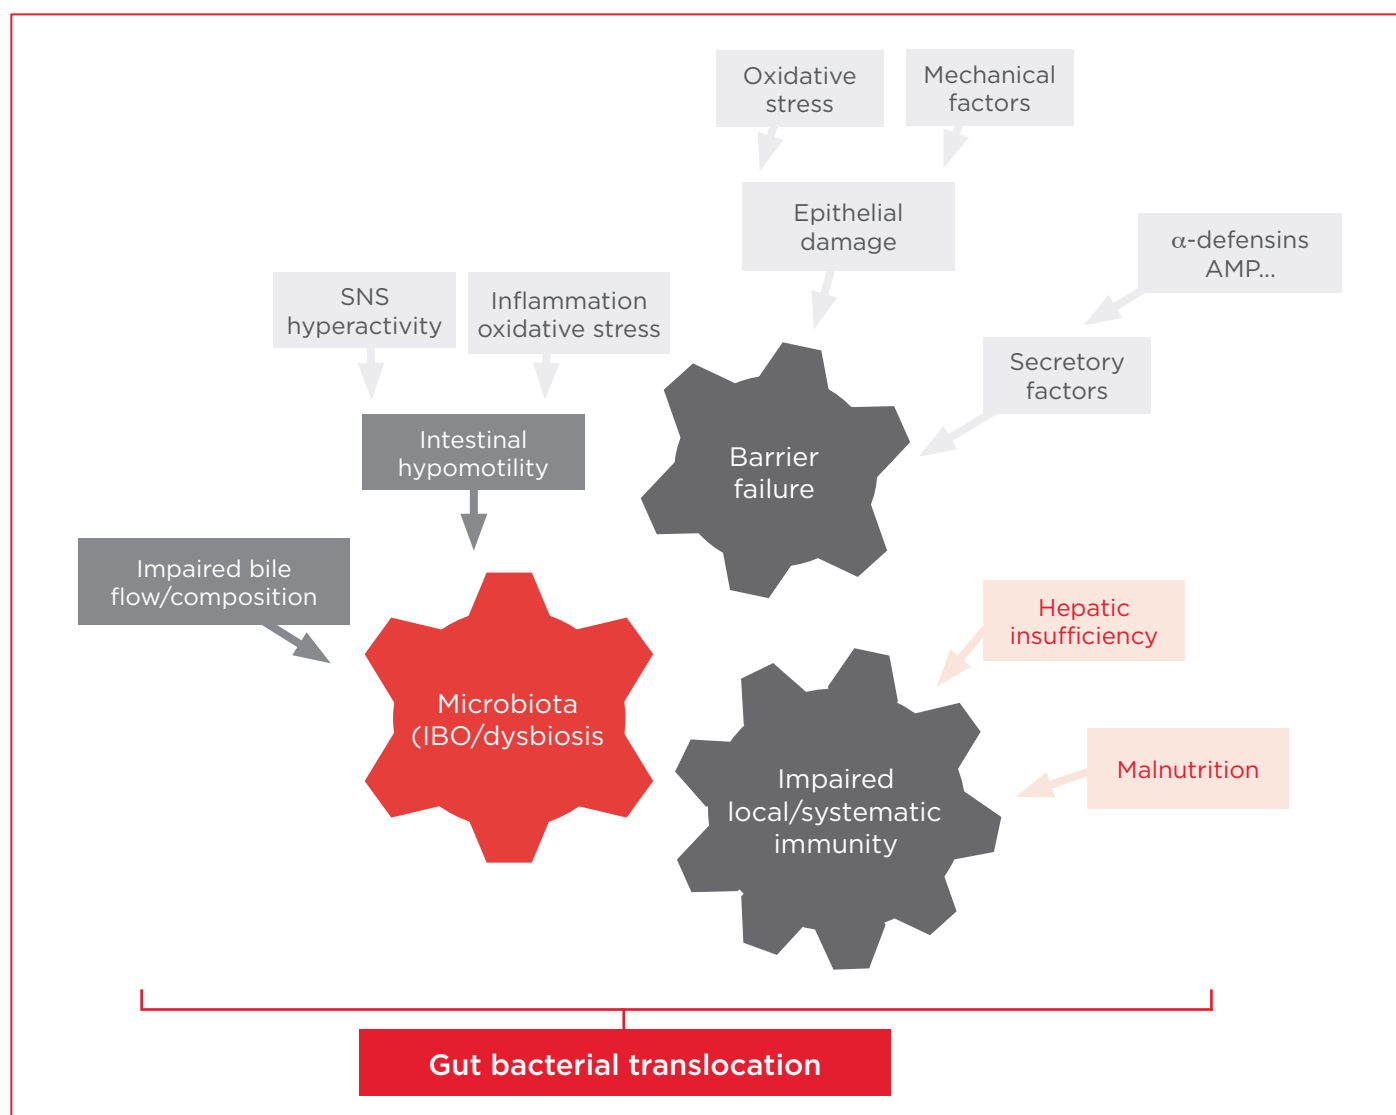 Oxidative
stress
Mechanical
factors
Epithelial
damage
α-defensins
AMP...
SNS
hyperactivity
Inflammation
oxidative stress
Secretory
factors
Intestinal
hypomotility
Barrier
failure
Impaired bile
flow/composition
Hepatic
insufficiency
Microbiota
(IBO/dysbiosis
Malnutrition
Impaired
local/systematic
immunity
Gut bacterial translocation